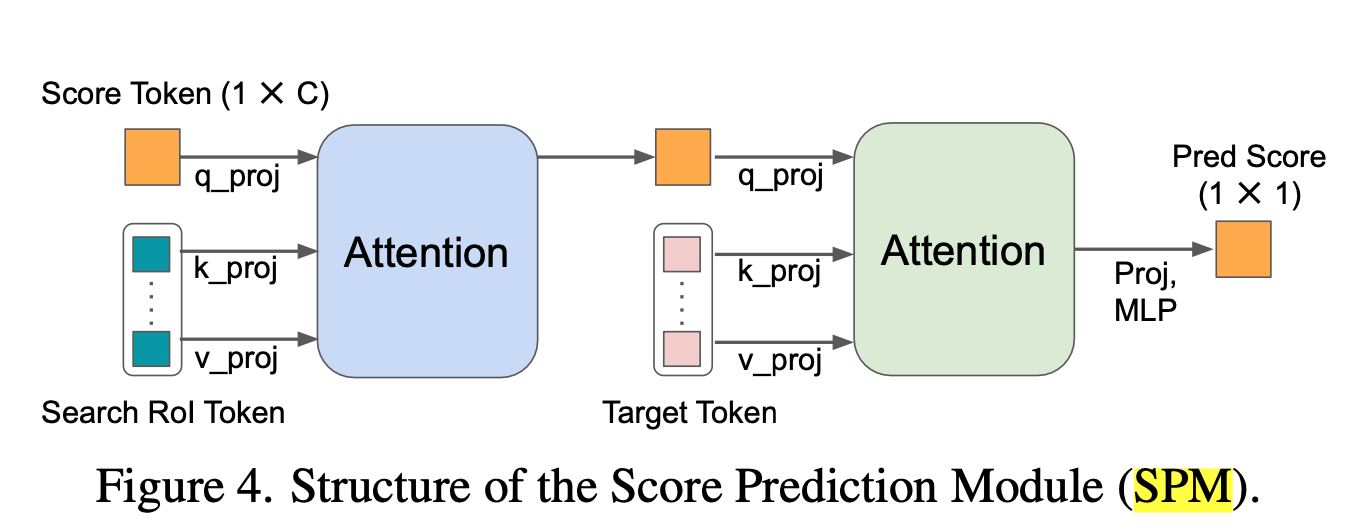 Score Token (1 × C)
q_proj
k_proj
v_proj
Search RoI Token
Attention
q_proj
k_proj
v_proj
Target Token
Attention
Proj,
MLP
Pred Score
(1 × 1)
Figure 4. Structure of the Score Prediction Module (SPM).